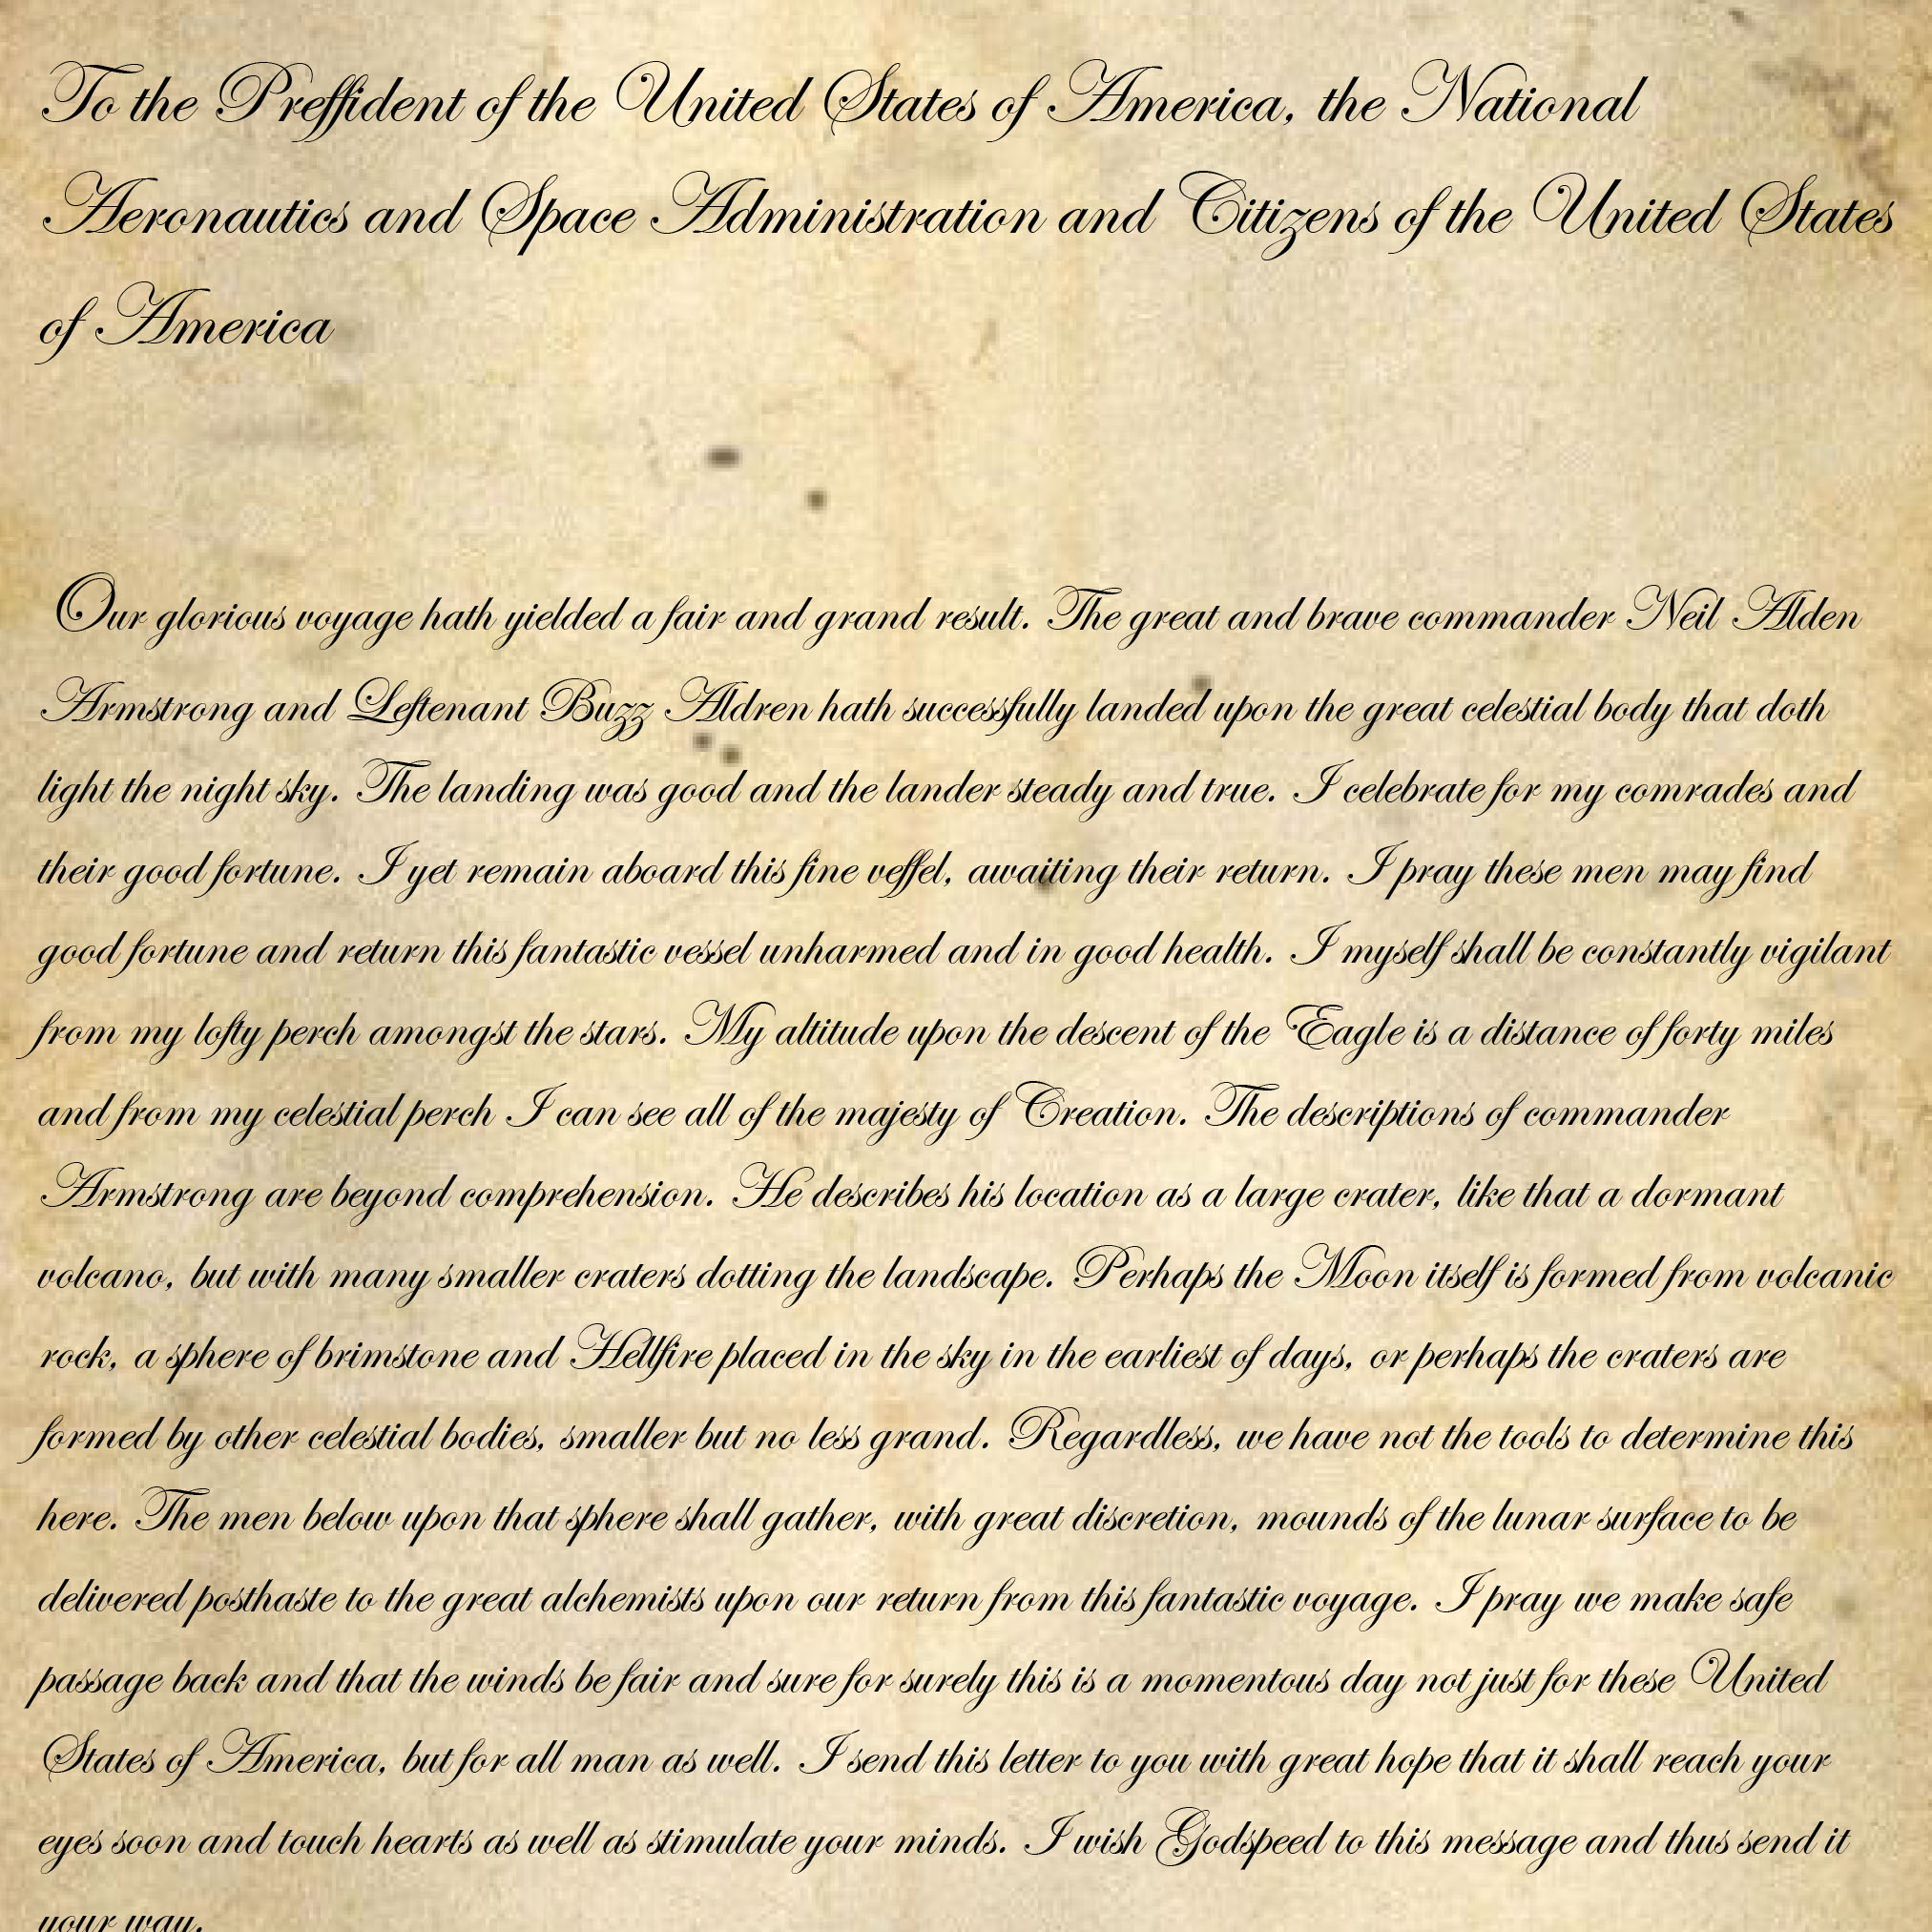 To the Preffident of the United States of America, the National
Aeronautics and Space Administration and Citizens of the United States
of America
Our glorious voyage hath yielded a fair and grand result. The great and brave commander Neil Alden
Armstrong and Leftenant Buzz Aldren hath successfully landed upon the great celestial body that doth
light the night sky. The landing was good and the lander steady and true. I celebrate for my comrades and
their good fortune. I yet remain aboard this fine veffel, awaiting their return. I pray these men may find
good fortune and return this fantastic vessel unharmed and in good health. I myself shall be constantly vigilant
from my lofty perch amongst the stars. My altitude upon the descent of the Eagle is a distance of forty miles
and from my celestial perch I can see all of the majesty of Creation. The descriptions of commander
Armstrong are beyond comprehension. He describes his location as a large crater, like that a dormant
volcano, but with many smaller craters dotting the landscape. Perhaps the Moon itself is formed from volcanic
rock, a sphere of brimstone and Hellfire placed in the sky in the earliest of days, or perhaps the craters are
formed by other celestial bodies, smaller but no less grand. Regardless, we have not the tools to determine this
here. The men below upon that sphere shall gather, with great discretion, mounds of the lunar surface to be
delivered posthaste to the great alchemists upon our return from this fantastic voyage. I pray we make safe
passage back and that the winds be fair and sure for surely this is a momentous day not just for these United
States of America, but for all man as well. I send this letter to you with great hope that it shall reach your
eyes soon and touch hearts as well as stimulate your minds. I wish Godspeed to this message and thus send it
your way.